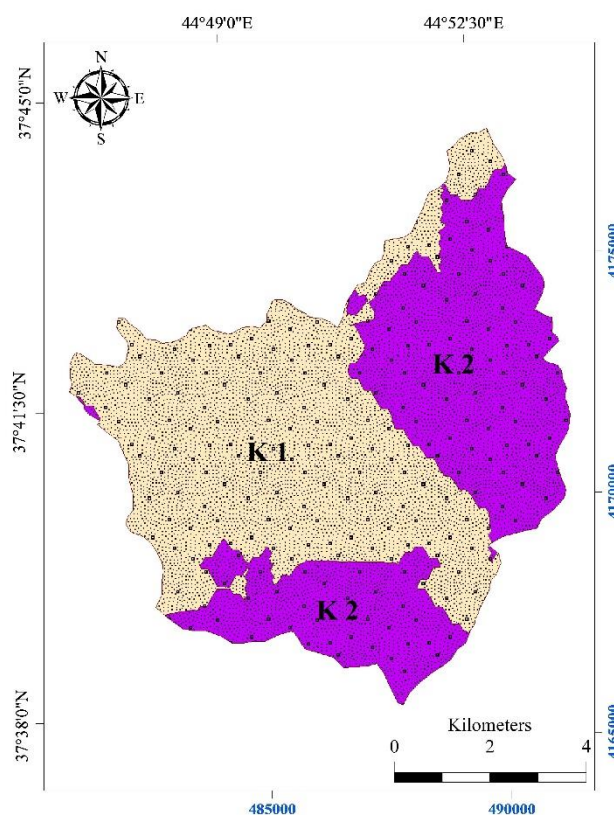 44°49'0"E 44°52'30"E
N
W E
S
37°45'0"N
37°41'30"N
37°38'0"N
4175000
4170000
4165000
K 2
K 1
K 2
Kilometers
0 2 4
485000 490000